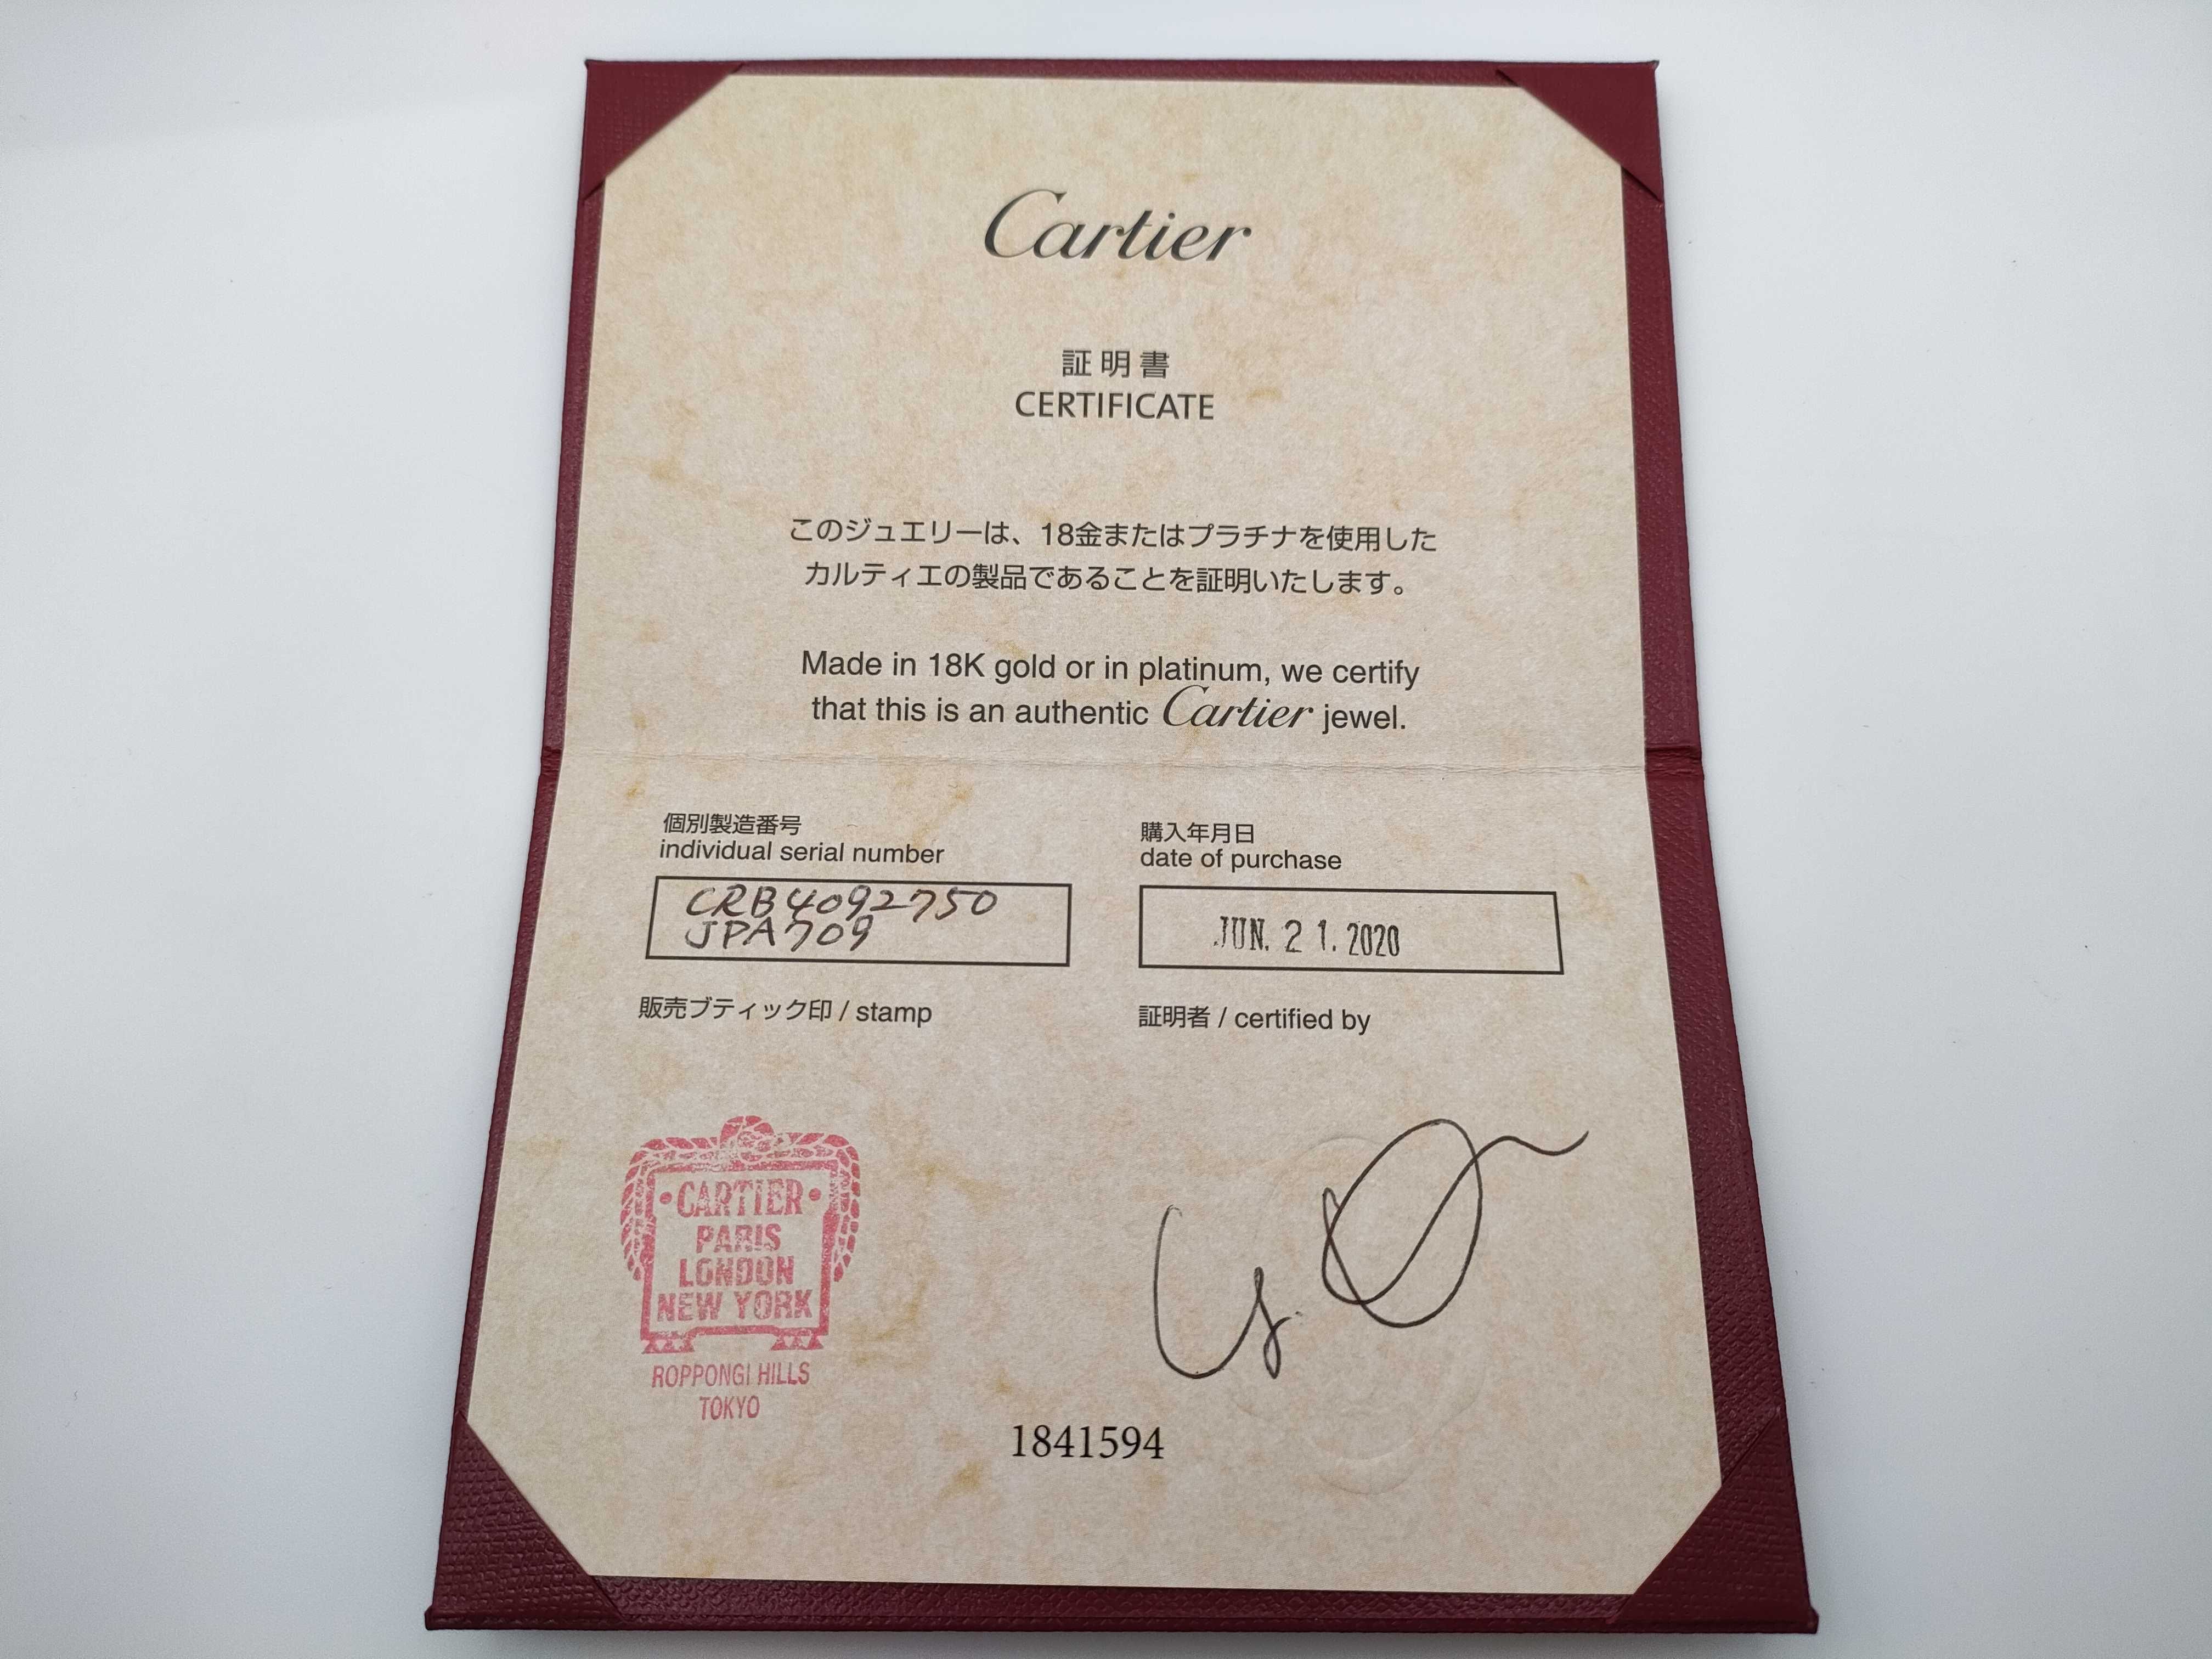 Cartier
証明書
CERTIFICATE
このジュエリーは、18金またはプラチナを使用した
カルティエの製品であることを証明いたします。
Made in 18K gold or in platinum, we certify
that this is an authentic Cartier jewel.
個別製造番号
individual serial number
CRB4092750
JPA709
購入年月日
date of purchase
JUN. 21. 2020
販売ブティック印 / stamp
証明者 / certified by
•CARTIER•
PARIS
LONDON
NEW YORK
ROPPONGI HILLS
TOKYO
1841594